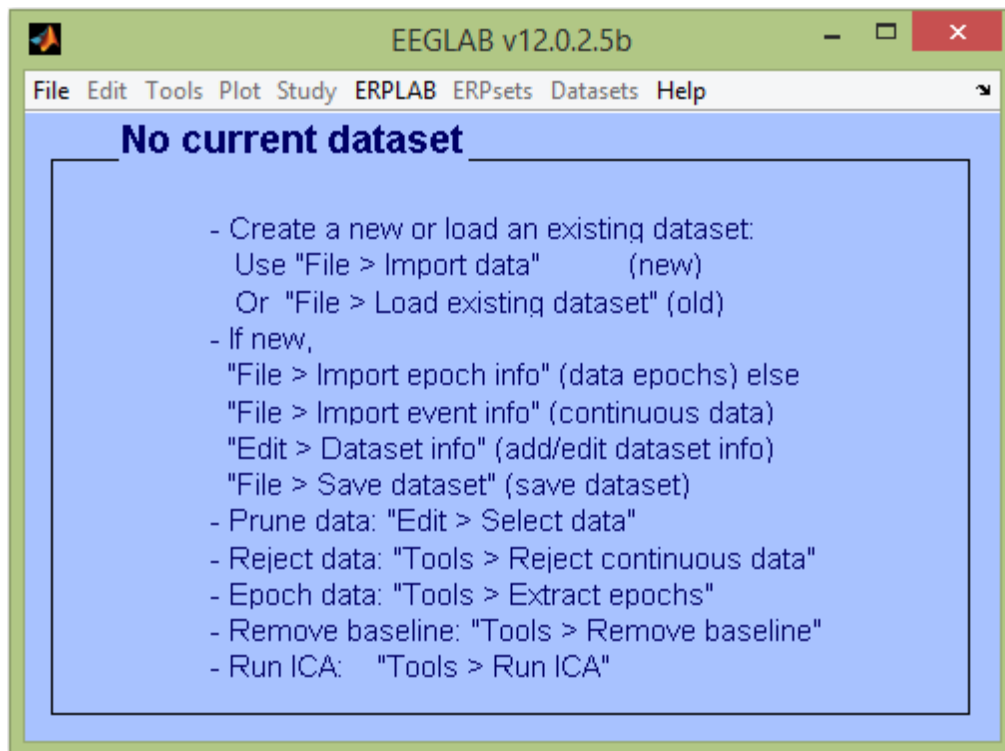 EEGLAB v12.0.2.5b
File Edit Tools Plot Study ERPLAB ERPsets Datasets Help
No current dataset
- Create a new or load an existing dataset:
Use "File > Import data" (new)
Or "File > Load existing dataset" (old)
- If new,
"File > Import epoch info" (data epochs) else
"File > Import event info" (continuous data)
"Edit > Dataset info" (add/edit dataset info)
"File > Save dataset" (save dataset)
- Prune data: "Edit > Select data"
- Reject data: "Tools > Reject continuous data"
- Epoch data: "Tools > Extract epochs"
- Remove baseline: "Tools > Remove baseline"
- Run ICA: "Tools > Run ICA"